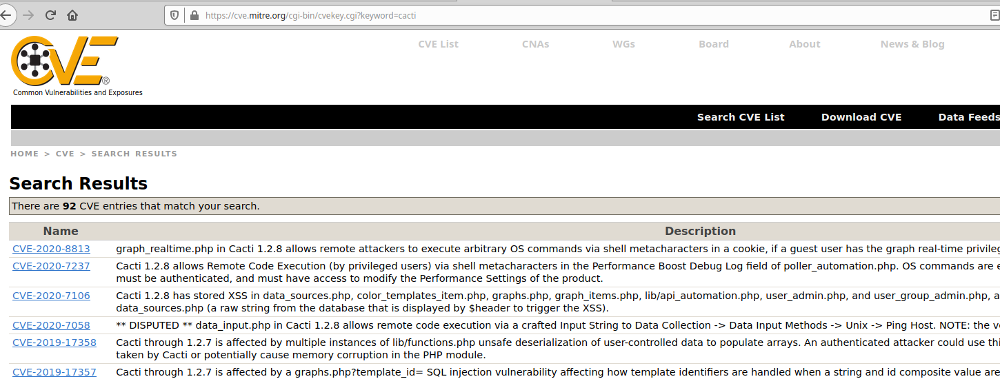 https://cve.mitre.org/cgi-bin/cvekey.cgi?keyword=cacti
CVE®
Common Vulnerabilities and Exposures
CVE List CNAs WGs Board About News & Blog
Search CVE List Download CVE Data Feeds
HOME > CVE > SEARCH RESULTS
Search Results
There are 92 CVE entries that match your search.
Name Description
CVE-2020-8813 graph_realtime.php in Cacti 1.2.8 allows remote attackers to execute arbitrary OS commands via shell metacharacters in a cookie, if a guest user has the graph real-time
CVE-2020-7237 Cacti 1.2.8 allows Remote Code Execution (by privileged users) via shell metacharacters in the Performance Boost Debug Log field of poller_automation.php. OS commands are
must be authenticated, and must have access to modify the Performance Settings of the product.
CVE-2020-7106 Cacti 1.2.8 has stored XSS in data_sources.php, color_templates_item.php, graphs.php, graph_items.php, lib/api_automation.php, user_admin.php, and user_group_admin.php,
data_sources.php (a raw string from the database that is displayed by $header to trigger the XSS).
CVE-2020-7058 ** DISPUTED ** data_input.php in Cacti 1.2.8 allows remote code execution via a crafted Input String to Data Collection -> Data Input Methods -> Unix -> Ping Host. NOTE: the
CVE-2019-17358 Cacti through 1.2.7 is affected by multiple instances of lib/functions.php unsafe deserialization of user-controlled data to populate arrays. An authenticated attacker could use
taken by Cacti or potentially cause memory corruption in the PHP module.
CVE-2019-17357 Cacti through 1.2.7 is affected by a graphs.php?template_id= SQL injection vulnerability affecting how template identifiers are handled when a string and id composite value are